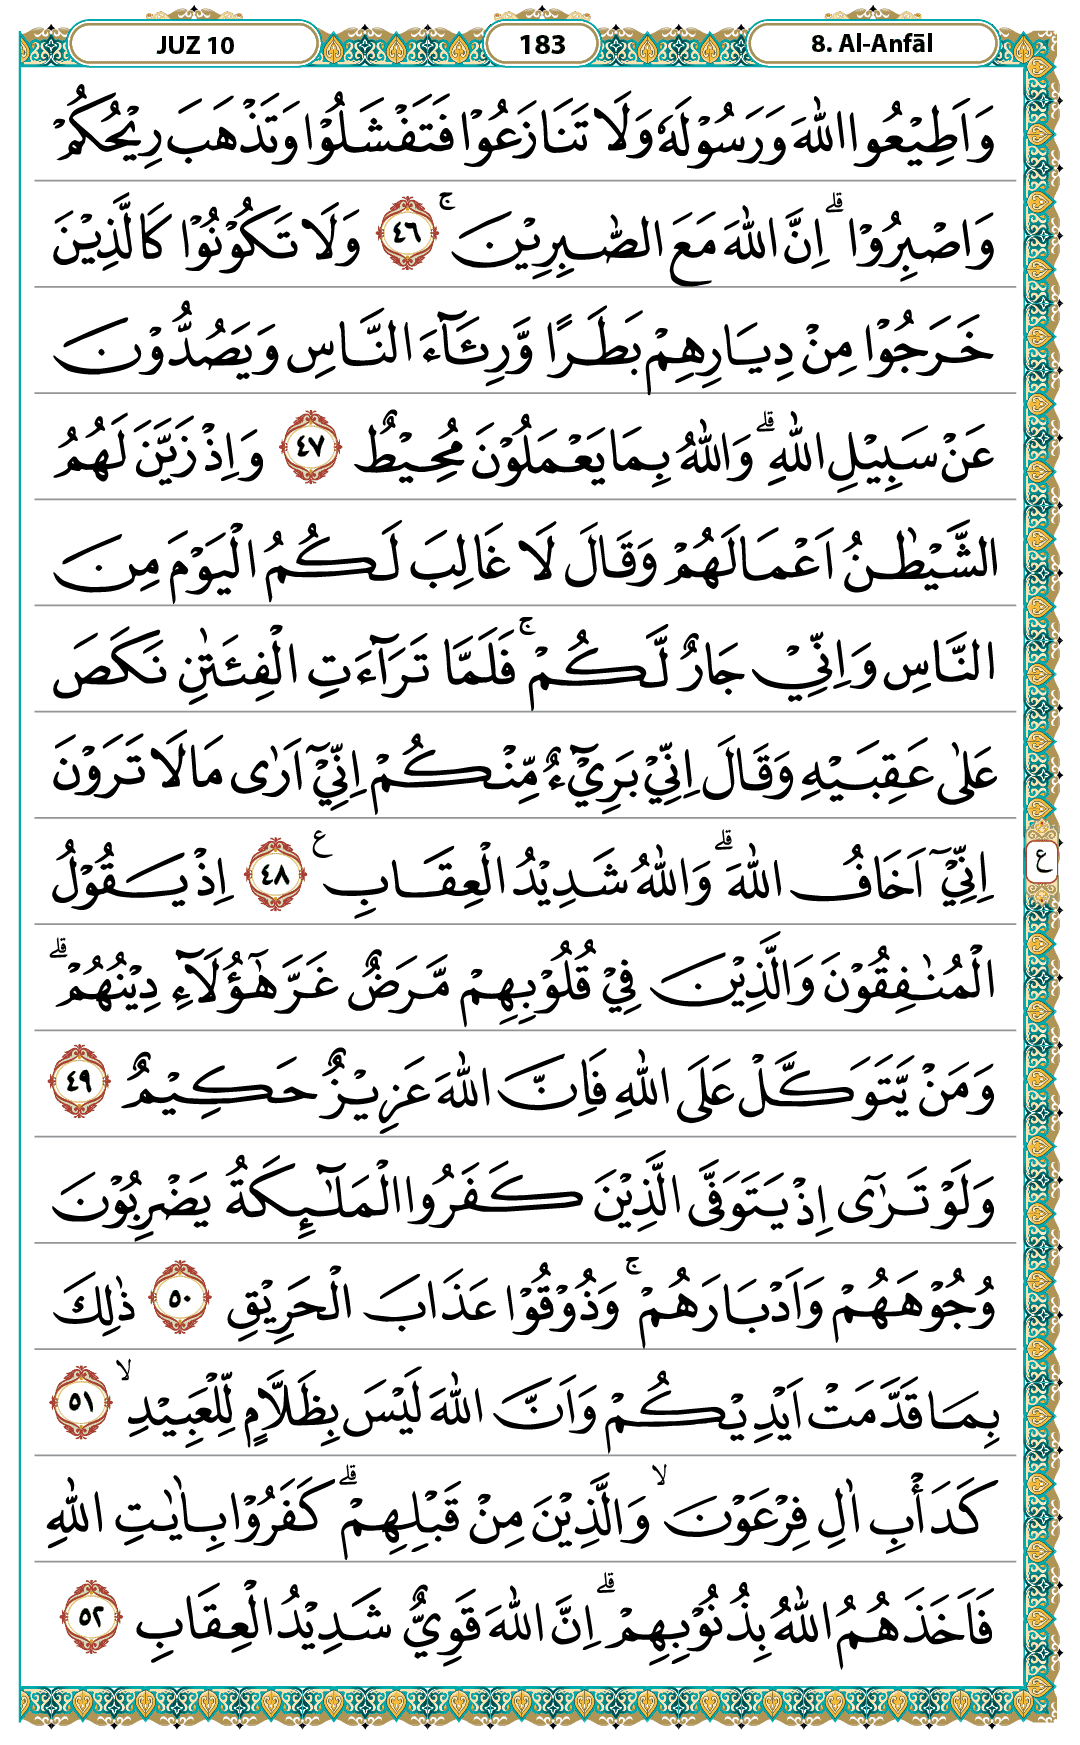 JUZ 10 183 8. Al-Anfāl
وَاَطِيْعُوا اللّٰهَ وَرَسُوْلَهٗ وَلَا تَنَازَعُوْا فَتَفْشَلُوْا وَتَذْهَبَ رِيْحُكُمْ
وَاصْبِرُوْا ۗ اِنَّ اللّٰهَ مَعَ الصّٰبِرِيْنَ ۚ ٤٦ وَلَا تَكُوْنُوْا كَالَّذِيْنَ
خَرَجُوْا مِنْ دِيَارِهِمْ بَطَرًا وَّرِئَاۤءَ النَّاسِ وَيَصُدُّوْنَ
عَنْ سَبِيْلِ اللّٰهِ ۗ وَاللّٰهُ بِمَا يَعْمَلُوْنَ مُحِيْطٌ ٤٧ وَاِذْ زَيَّنَ لَهُمُ
الشَّيْطٰنُ اَعْمَالَهُمْ وَقَالَ لَا غَالِبَ لَكُمُ الْيَوْمَ مِنَ
النَّاسِ وَاِنِّيْ جَارٌ لَّكُمْ ۚ فَلَمَّا تَرَاۤءَتِ الْفِئَتٰنِ نَكَصَ
عَلٰى عَقِبَيْهِ وَقَالَ اِنِّيْ بَرِيْۤءٌ مِّنْكُمْ اِنِّيْٓ اَرٰى مَا لَا تَرَوْنَ
اِنِّيْٓ اَخَافُ اللّٰهَ ۗ وَاللّٰهُ شَدِيْدُ الْعِقَابِ ࣖ ٤٨ اِذْ يَقُوْلُ
ع
الْمُنٰفِقُوْنَ وَالَّذِيْنَ فِيْ قُلُوْبِهِمْ مَّرَضٌ غَرَّ هٰٓؤُلَاۤءِ دِيْنُهُمْ ۗ
وَمَنْ يَّتَوَكَّلْ عَلَى اللّٰهِ فَاِنَّ اللّٰهَ عَزِيْزٌ حَكِيْمٌ ٤٩
وَلَوْ تَرٰٓى اِذْ يَتَوَفَّى الَّذِيْنَ كَفَرُوا الْمَلٰۤىِٕكَةُ يَضْرِبُوْنَ
وُجُوْهَهُمْ وَاَدْبَارَهُمْ ۚ وَذُوْقُوْا عَذَابَ الْحَرِيْقِ ٥٠ ذٰلِكَ
بِمَا قَدَّمَتْ اَيْدِيْكُمْ وَاَنَّ اللّٰهَ لَيْسَ بِظَلَّامٍ لِّلْعَبِيْدِ ۙ ٥١
كَدَأْبِ اٰلِ فِرْعَوْنَ ۙ وَالَّذِيْنَ مِنْ قَبْلِهِمْ ۗ كَفَرُوْا بِاٰيٰتِ اللّٰهِ
فَاَخَذَهُمُ اللّٰهُ بِذُنُوْبِهِمْ ۗ اِنَّ اللّٰهَ قَوِيٌّ شَدِيْدُ الْعِقَابِ ٥٢